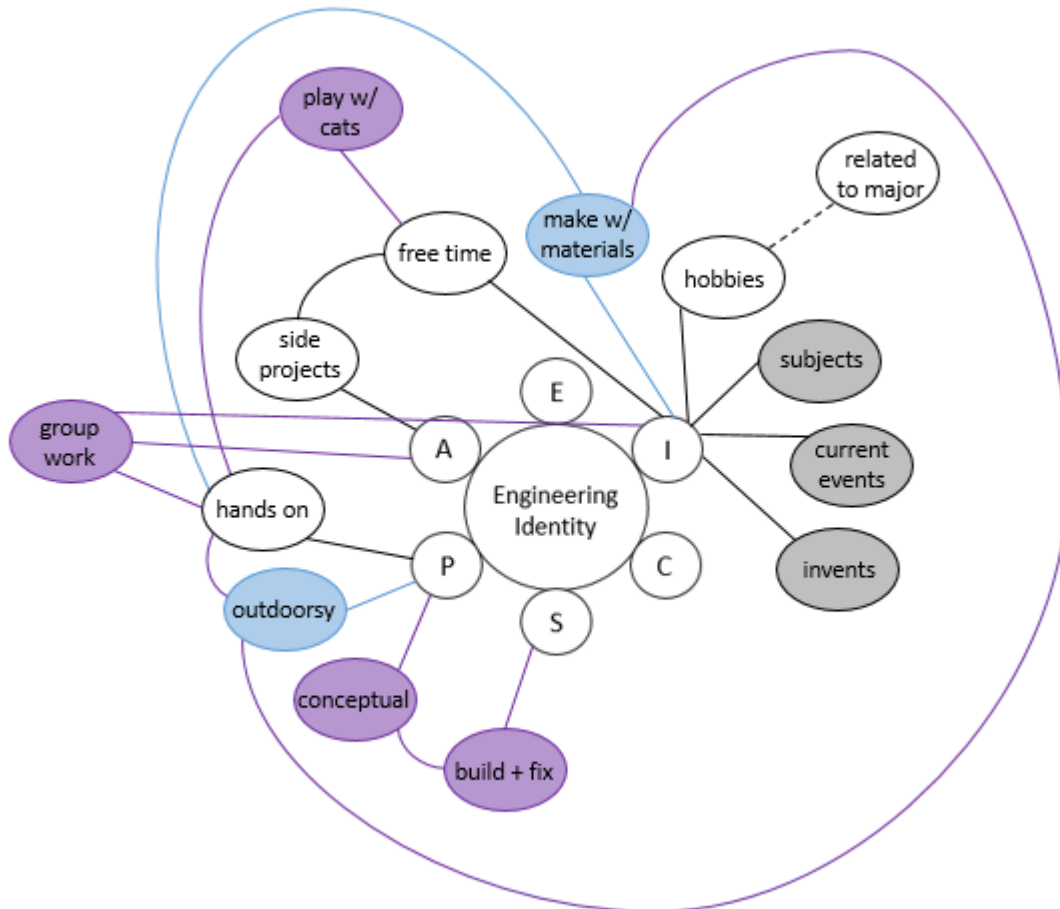 play w/
cats
related
to major
make w/
materials
free time
hobbies
side
projects
subjects
E
group
work
A
I
current
events
Engineering
Identity
hands on
P
C
invents
outdoorsy
S
conceptual
build + fix